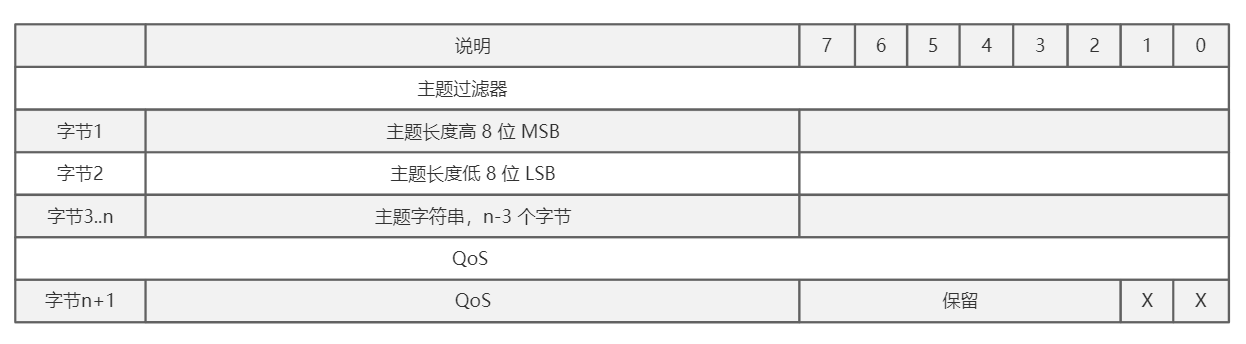 说明 7 6 5 4 3 2 1 0
主题过滤器
字节1 主题长度高 8 位 MSB
字节2 主题长度低 8 位 LSB
字节3..n 主题字符串，n-3 个字节
QoS
字节n+1 QoS 保留 X X